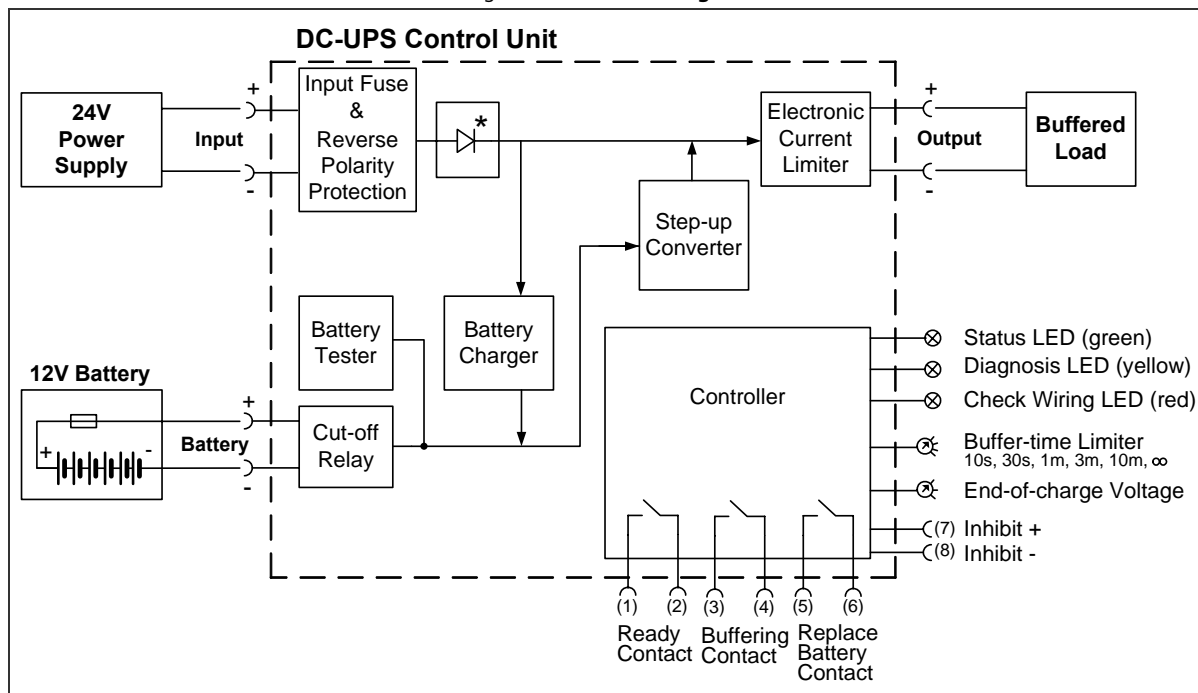 DC-UPS Control Unit
24V
Power
Supply
+
Input
-
Input Fuse
&
Reverse
Polarity
Protection
*
Electronic
Current
Limiter
+
Output
-
Buffered
Load
Step-up
Converter
Battery
Tester
Battery
Charger
12V Battery
+ -
+
Battery
-
Cut-off
Relay
Controller
Status LED (green)
Diagnosis LED (yellow)
Check Wiring LED (red)
Buffer-time Limiter
10s, 30s, 1m, 3m, 10m, ∞
End-of-charge Voltage
(7) Inhibit +
(8) Inhibit -
(1) (2) (3) (4) (5) (6)
Ready
Contact
Buffering
Contact
Replace
Battery
Contact